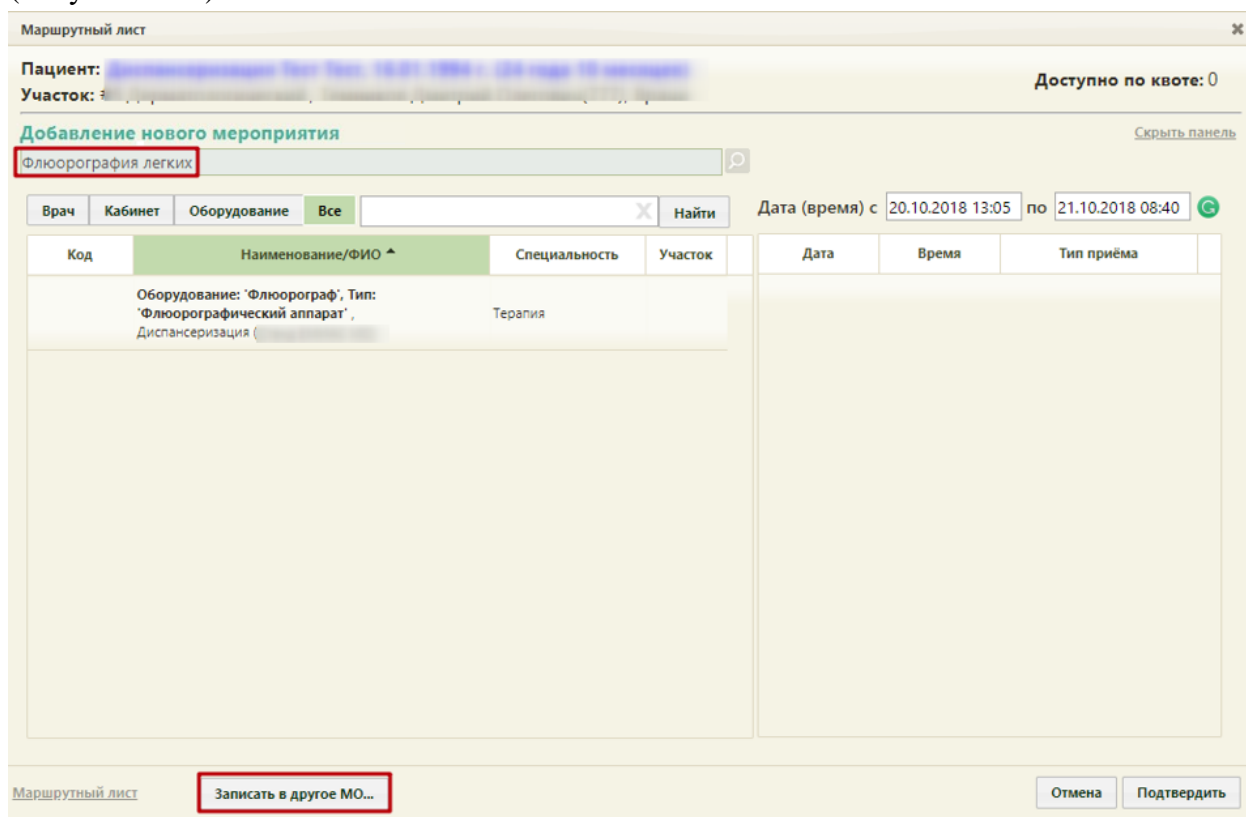 Маршрутный лист
Пациент:
Участок:
Доступно по квоте: 0
Добавление нового мероприятия
Скрыть панель
Флюорография легких
Врач Кабинет Оборудование Все X Найти
Дата (время) с 20.10.2018 13:05 по 21.10.2018 08:40
Код Наименование/ФИО Специальность Участок
Дата Время Тип приёма
Оборудование: 'Флюорограф', Тип:
'Флюорографический аппарат' ,
Диспансеризация (
Терапия
Маршрутный лист
Записать в другое МО...
Отмена Подтвердить